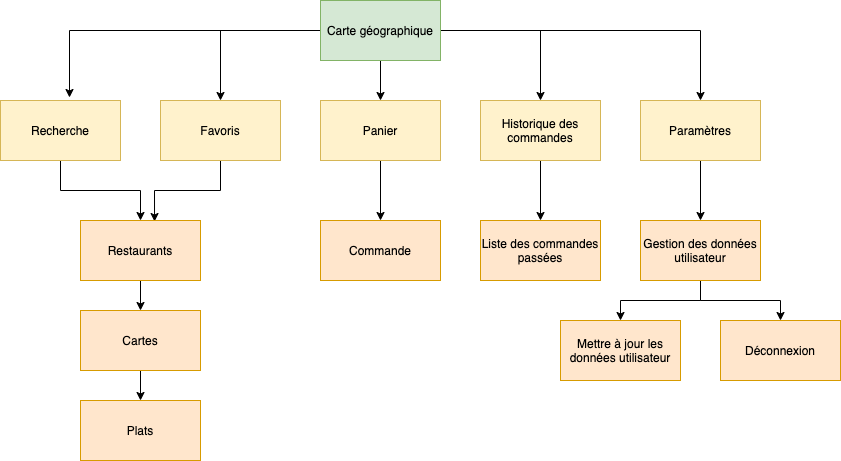 Carte géographique
Recherche
Favoris
Panier
Historique des
commandes
Paramètres
Restaurants
Commande
Liste des commandes
passées
Gestion des données
utilisateur
Cartes
Mettre à jour les
données utilisateur
Déconnexion
Plats